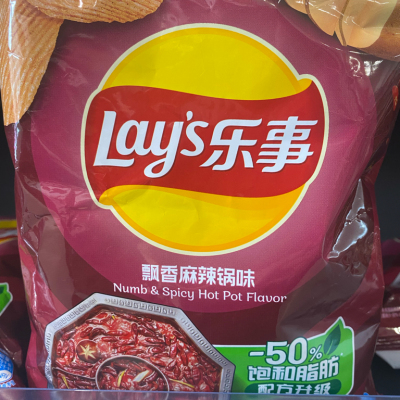 Lay's乐事
飘香麻辣锅味
Numb & Spicy Hot Pot Flavor
-50%
饱和脂肪
配方升级